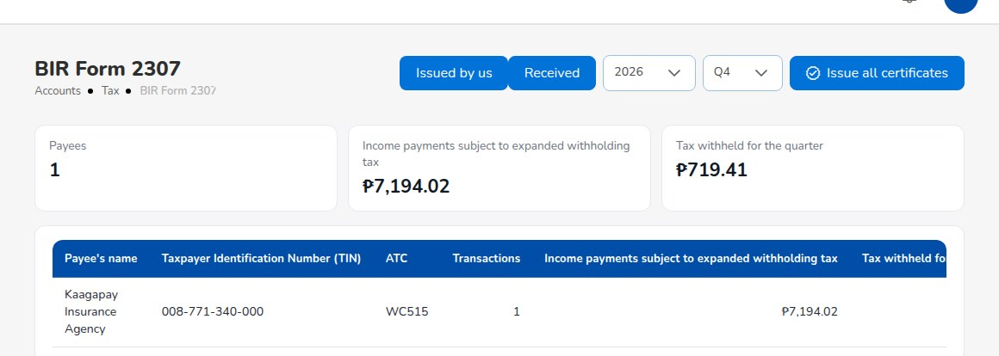 BIR Form 2307
Accounts • Tax • BIR Form 2307
Issued by us
Received
2026
Q4
Issue all certificates
Payees
1
Income payments subject to expanded withholding
tax
₱7,194.02
Tax withheld for the quarter
₱719.41
Payee's name Taxpayer Identification Number (TIN) ATC Transactions Income payments subject to expanded withholding tax Tax withheld fo
Kaagapay
Insurance
Agency
008-771-340-000 WC515 1 ₱7,194.02